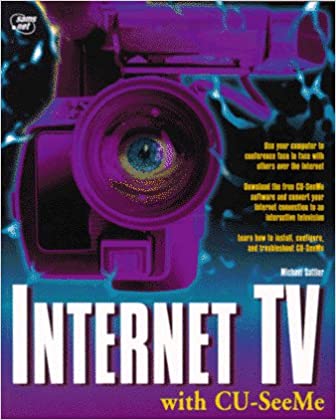 sams
net
Use your computer to
conference face to face with
others over the Internet
Download the free CU-SeeMe
software and convert your
Internet connection to an
interactive television
Learn how to install, configure,
and troubleshoot CU-SeeMe
Michael Sattler
INTERNET TV
with CU-SeeMe